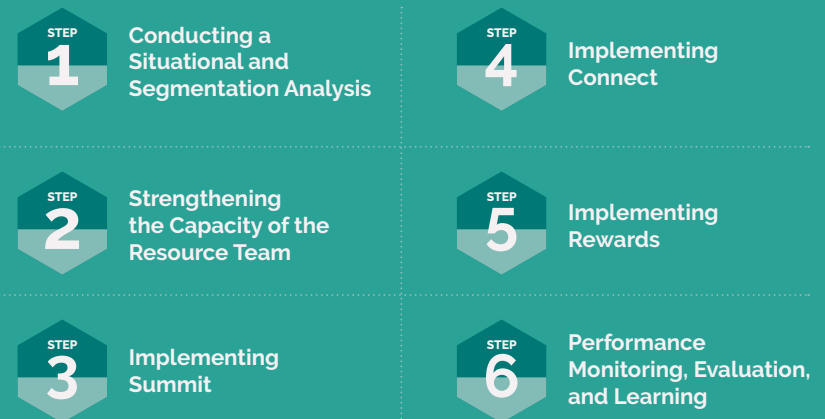 STEP
1
Conducting a
Situational and
Segmentation Analysis
STEP
2
Strengthening
the Capacity of the
Resource Team
STEP
3
Implementing
Summit
STEP
4
Implementing
Connect
STEP
5
Implementing
Rewards
STEP
6
Performance
Monitoring, Evaluation,
and Learning